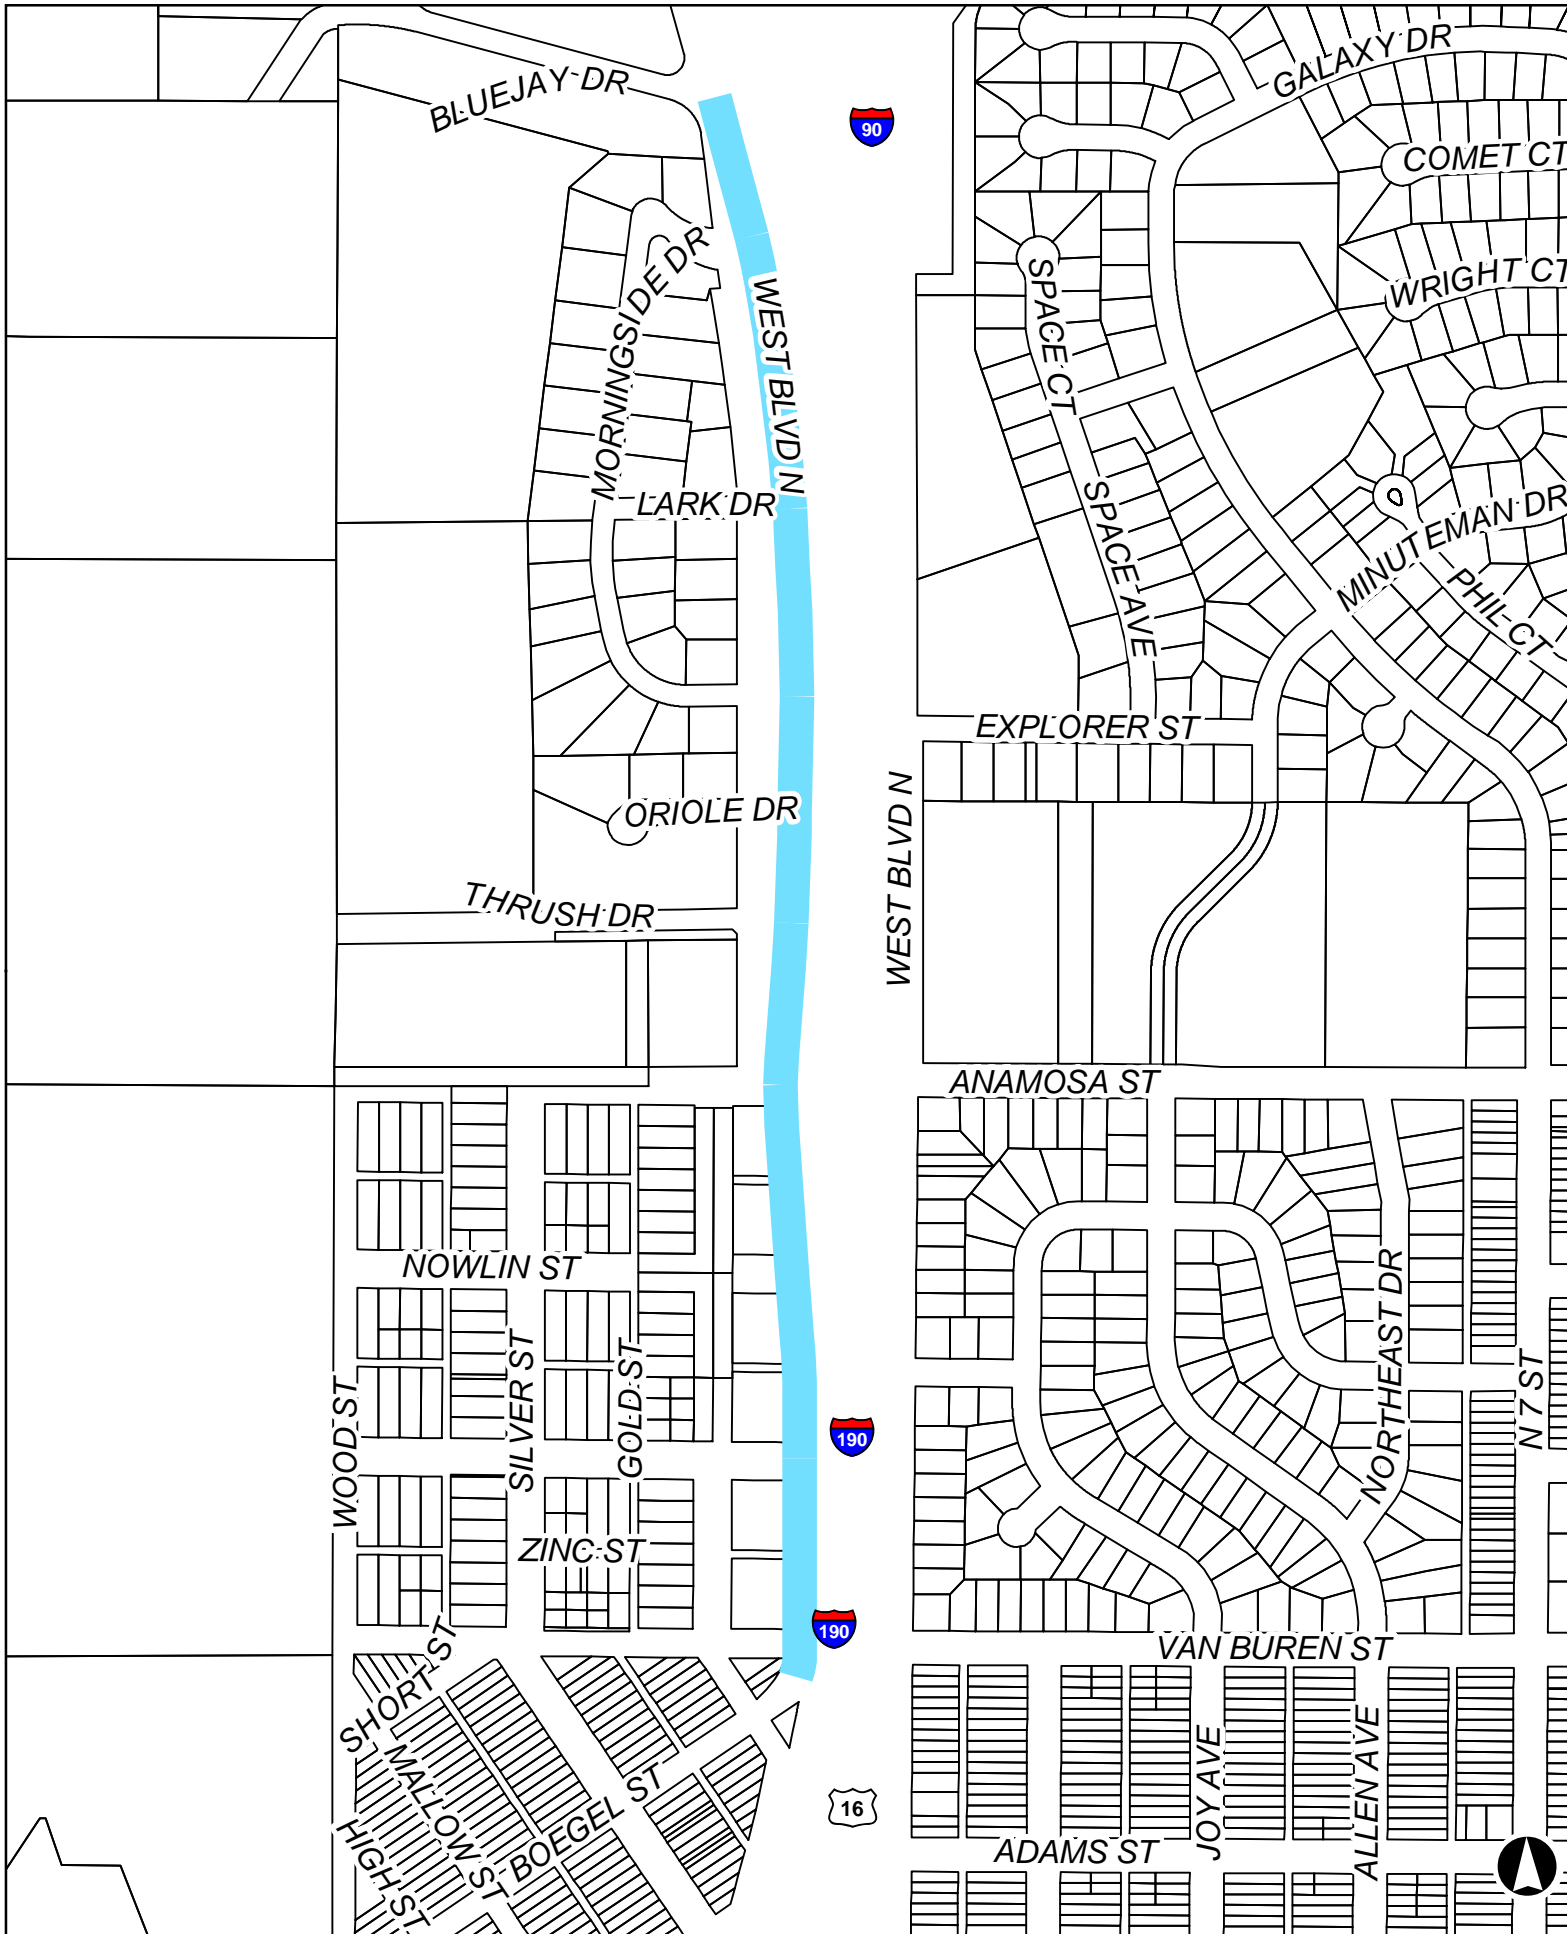 GALAXY DR
BLUEJAY DR
90
COMET CT
MORNINGSIDE DR
WRIGHT CT
SPACE CT
WEST BLVD N
LARK DR
SPACE AVE
MINUTEMAN DR
PHIL CT
EXPLORER ST
ORIOLE DR
WEST BLVD N
THRUSH DR
ANAMOSA ST
NOWLIN ST
NORTHEAST DR
SILVER ST
GOLD ST
WOOD ST
N 7 ST
190
ZINC ST
190
SHORT ST
VAN BUREN ST
MALLOW ST
BOEGEL ST
HIGH ST
16
JOY AVE
ALLEN AVE
ADAMS ST